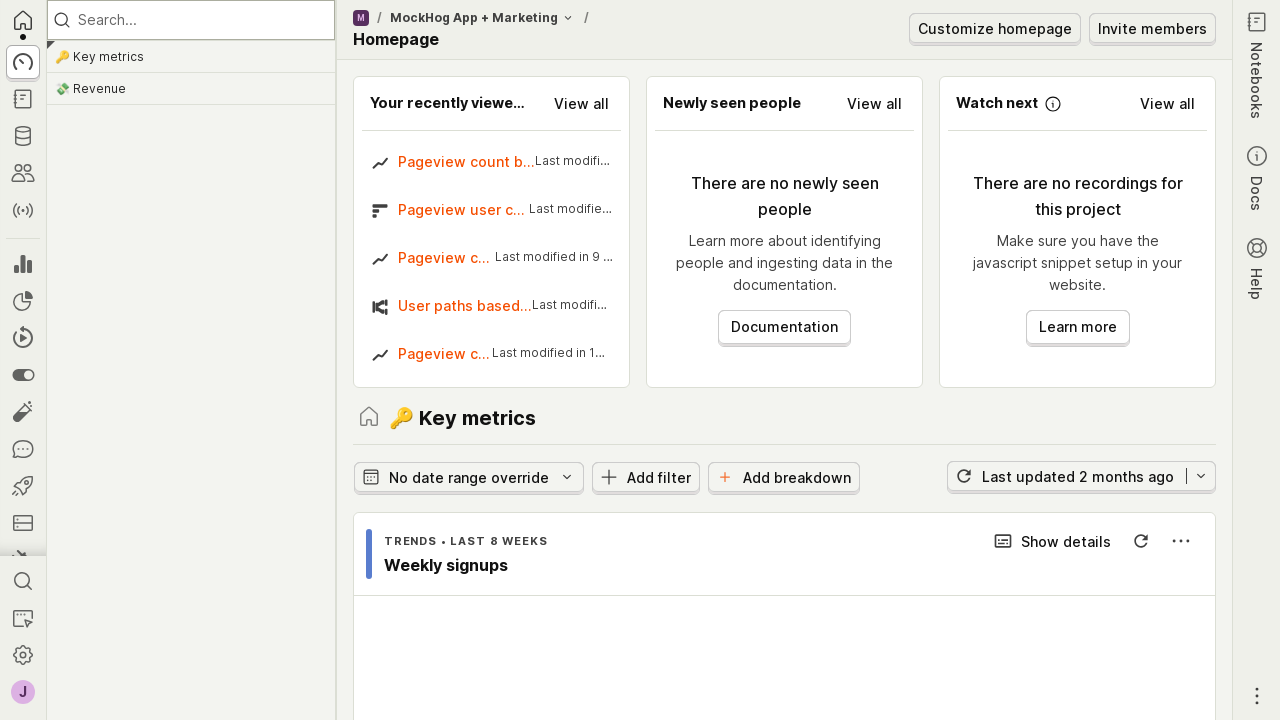 Search...
🔑 Key metrics
💸 Revenue
J
M / MockHog App + Marketing /
Homepage
Customize homepage
Invite members
Your recently viewe...
View all
Pageview count b... Last modifi...
Pageview user c... Last modifie...
Pageview c... Last modified in 9 ...
User paths based... Last modifi...
Pageview c... Last modified in 1...
Newly seen people
View all
There are no newly seen
people
Learn more about identifying
people and ingesting data in the
documentation.
Documentation
Watch next
View all
There are no recordings for
this project
Make sure you have the
javascript snippet setup in your
website.
Learn more
🔑 Key metrics
No date range override
Add filter
Add breakdown
Last updated 2 months ago
TRENDS • LAST 8 WEEKS
Weekly signups
Show details
Notebooks
Docs
Help